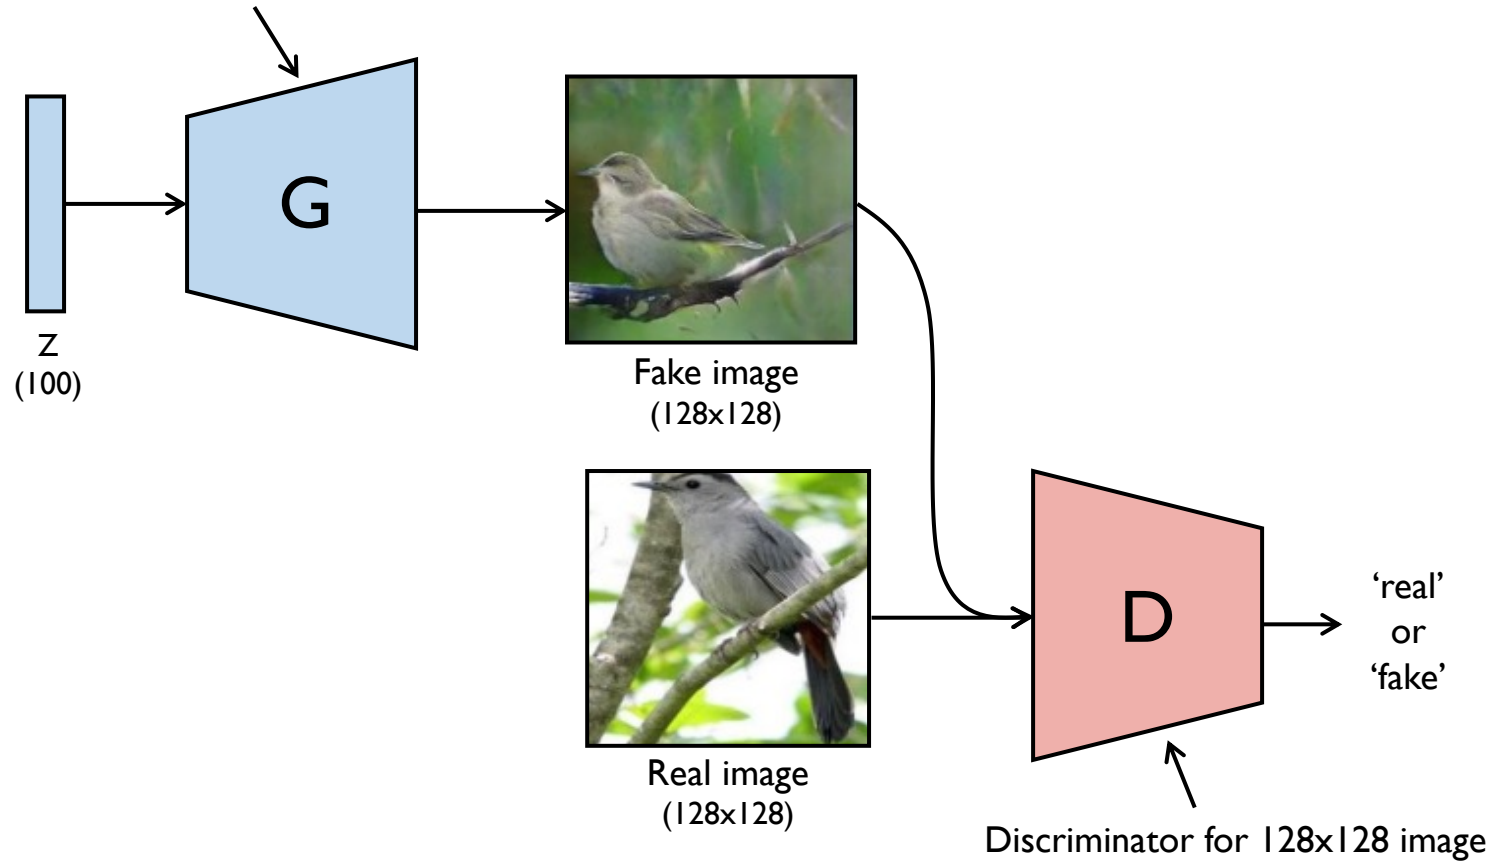 G
z
(100)
Fake image
(128x128)
Real image
(128x128)
D
‘real’
or
‘fake’
Discriminator for 128x128 image